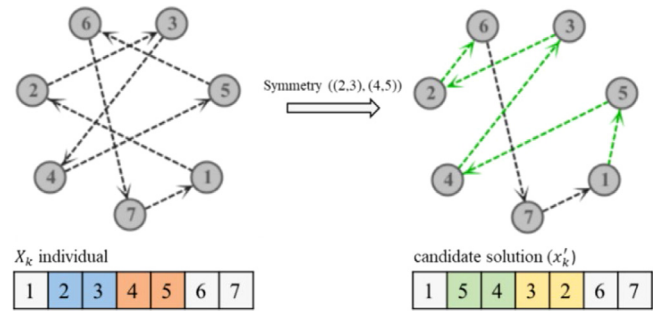 6 3
2 5
4 1
7
Symmetry ((2,3),(4,5))
6 3
2 5
4 1
7
X_k individual
1 2 3 4 5 6 7
candidate solution (x'_k)
1 5 4 3 2 6 7